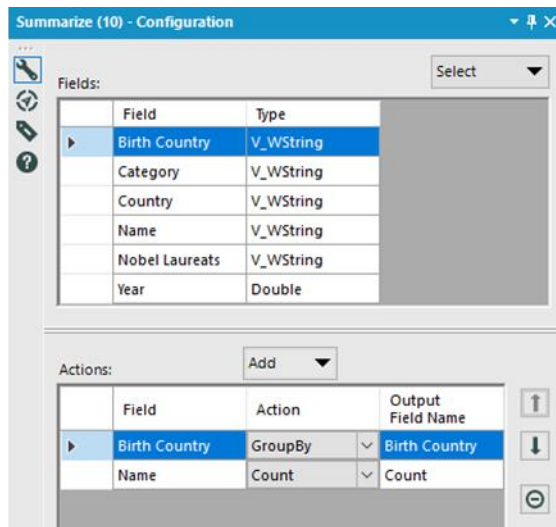 Summarize (10) - Configuration
Select
Fields:
Field Type
Birth Country V_WString
Category V_WString
Country V_WString
Name V_WString
Nobel Laureats V_WString
Year Double
Actions: Add
Field Action Output Field Name
Birth Country GroupBy Birth Country
Name Count Count